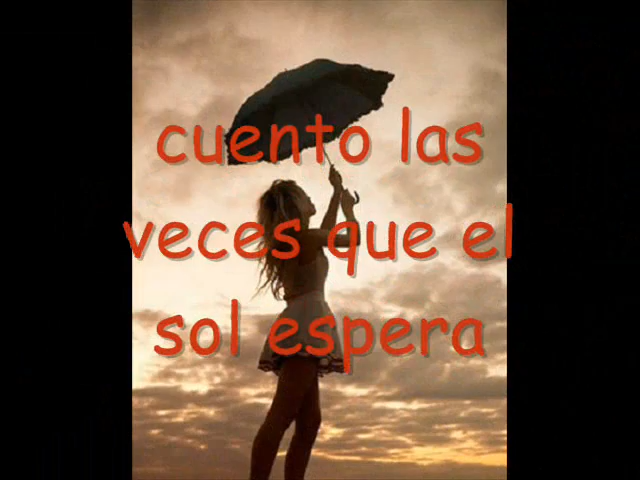 cuento las
veces que el
sol espera